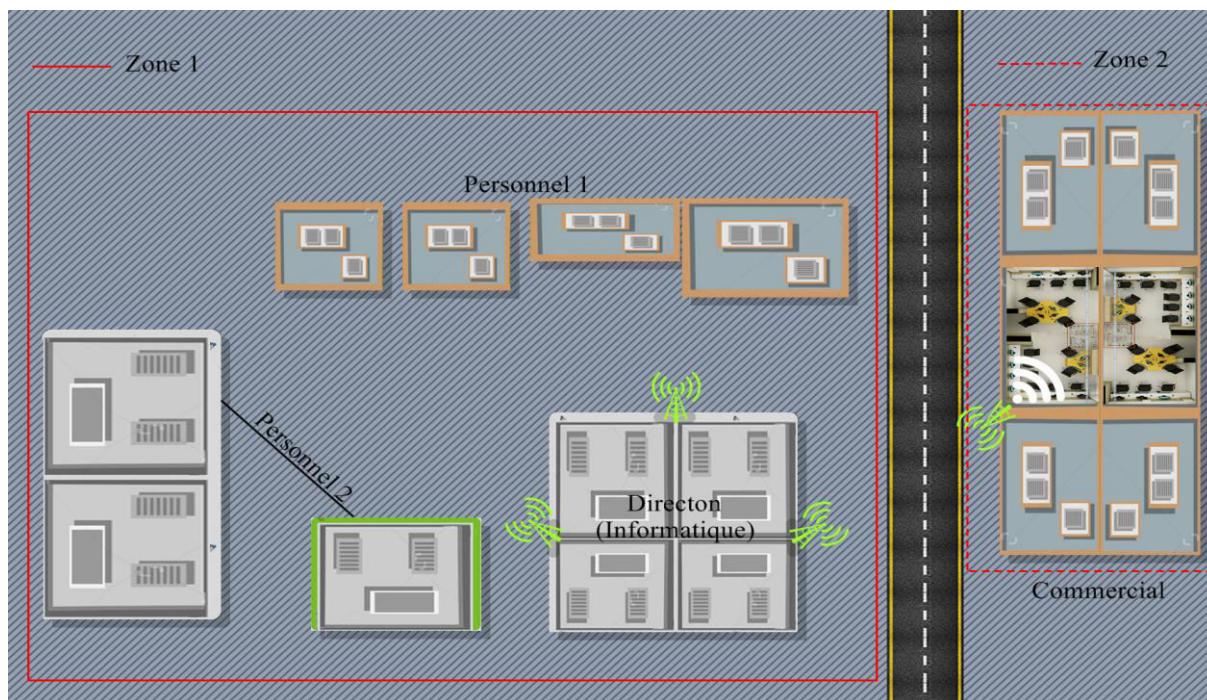 Zone 1
Zone 2
Personnel 1
Personnel 2
Directon
(Informatique)
Commercial